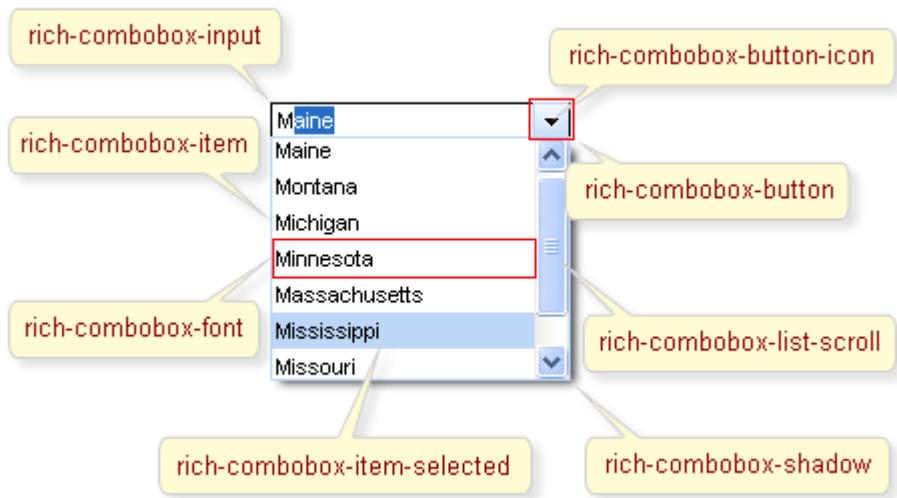 rich-combobox-input
rich-combobox-button-icon
Maine
rich-combobox-item
Maine
rich-combobox-button
Montana
Michigan
Minnesota
Massachusetts
rich-combobox-font
Mississippi
rich-combobox-list-scroll
Missouri
rich-combobox-item-selected
rich-combobox-shadow